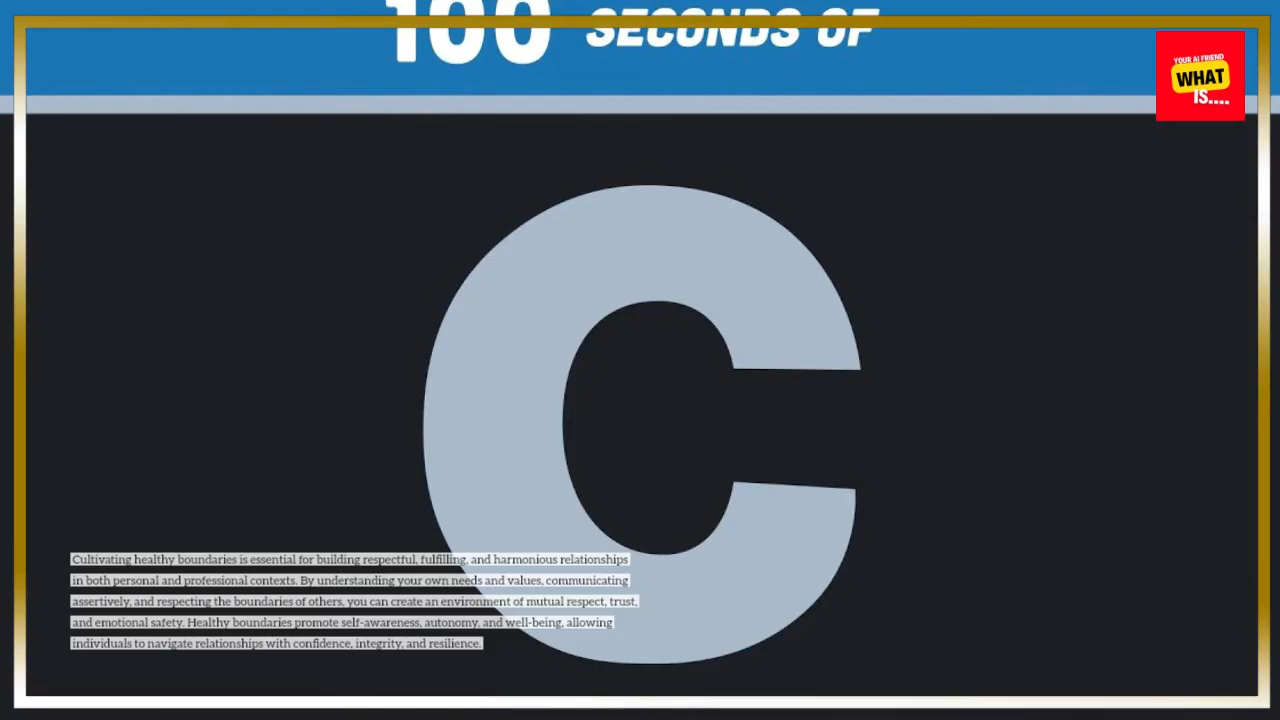 100 SECONDS OF
YOUR AI FRIEND
WHAT
IS....
C
Cultivating healthy boundaries is essential for building respectful, fulfilling, and harmonious relationships
in both personal and professional contexts. By understanding your own needs and values, communicating
assertively, and respecting the boundaries of others, you can create an environment of mutual respect, trust,
and emotional safety. Healthy boundaries promote self-awareness, autonomy, and well-being, allowing
individuals to navigate relationships with confidence, integrity, and resilience.